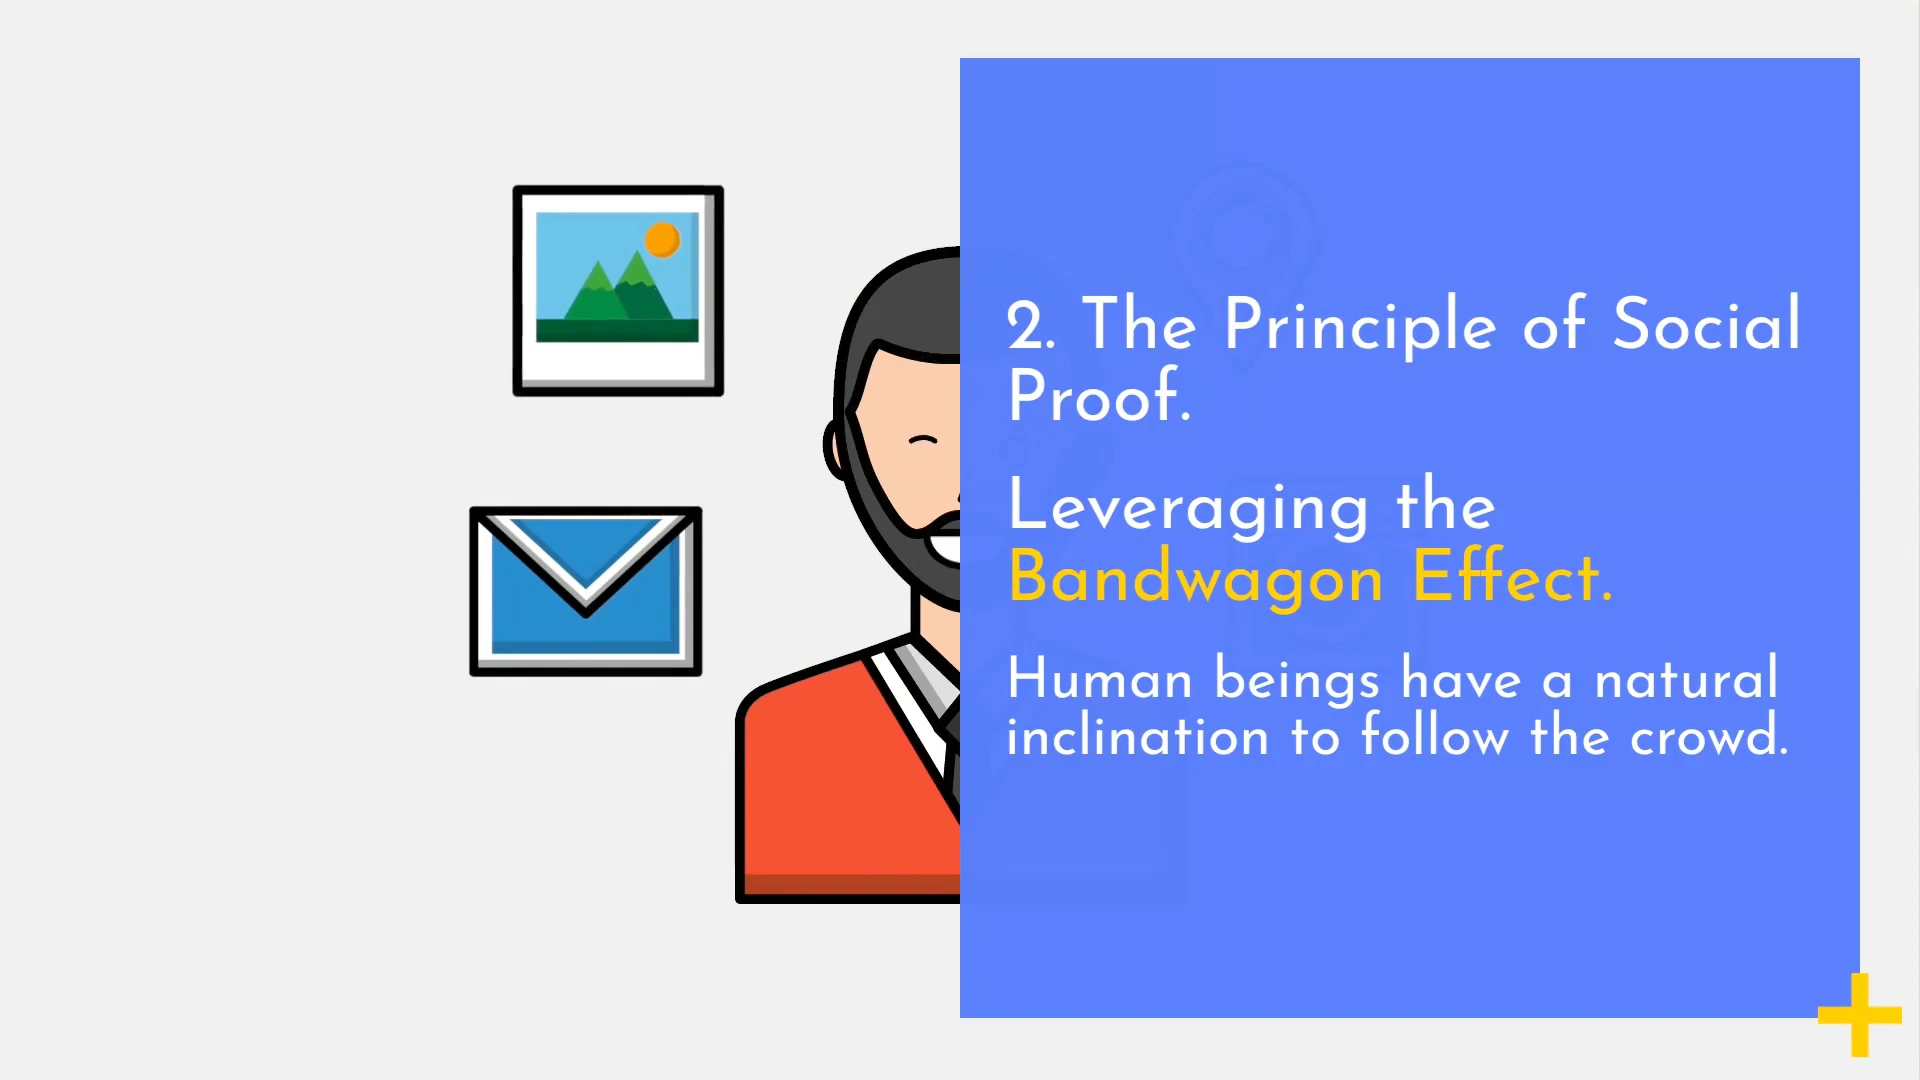 2. The Principle of Social
Proof.
Leveraging the
Bandwagon Effect.
Human beings have a natural
inclination to follow the crowd.